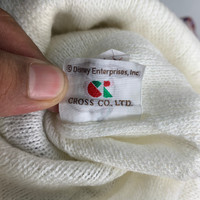 © Disney Enterprises, Inc.
CROSS CO., LTD.